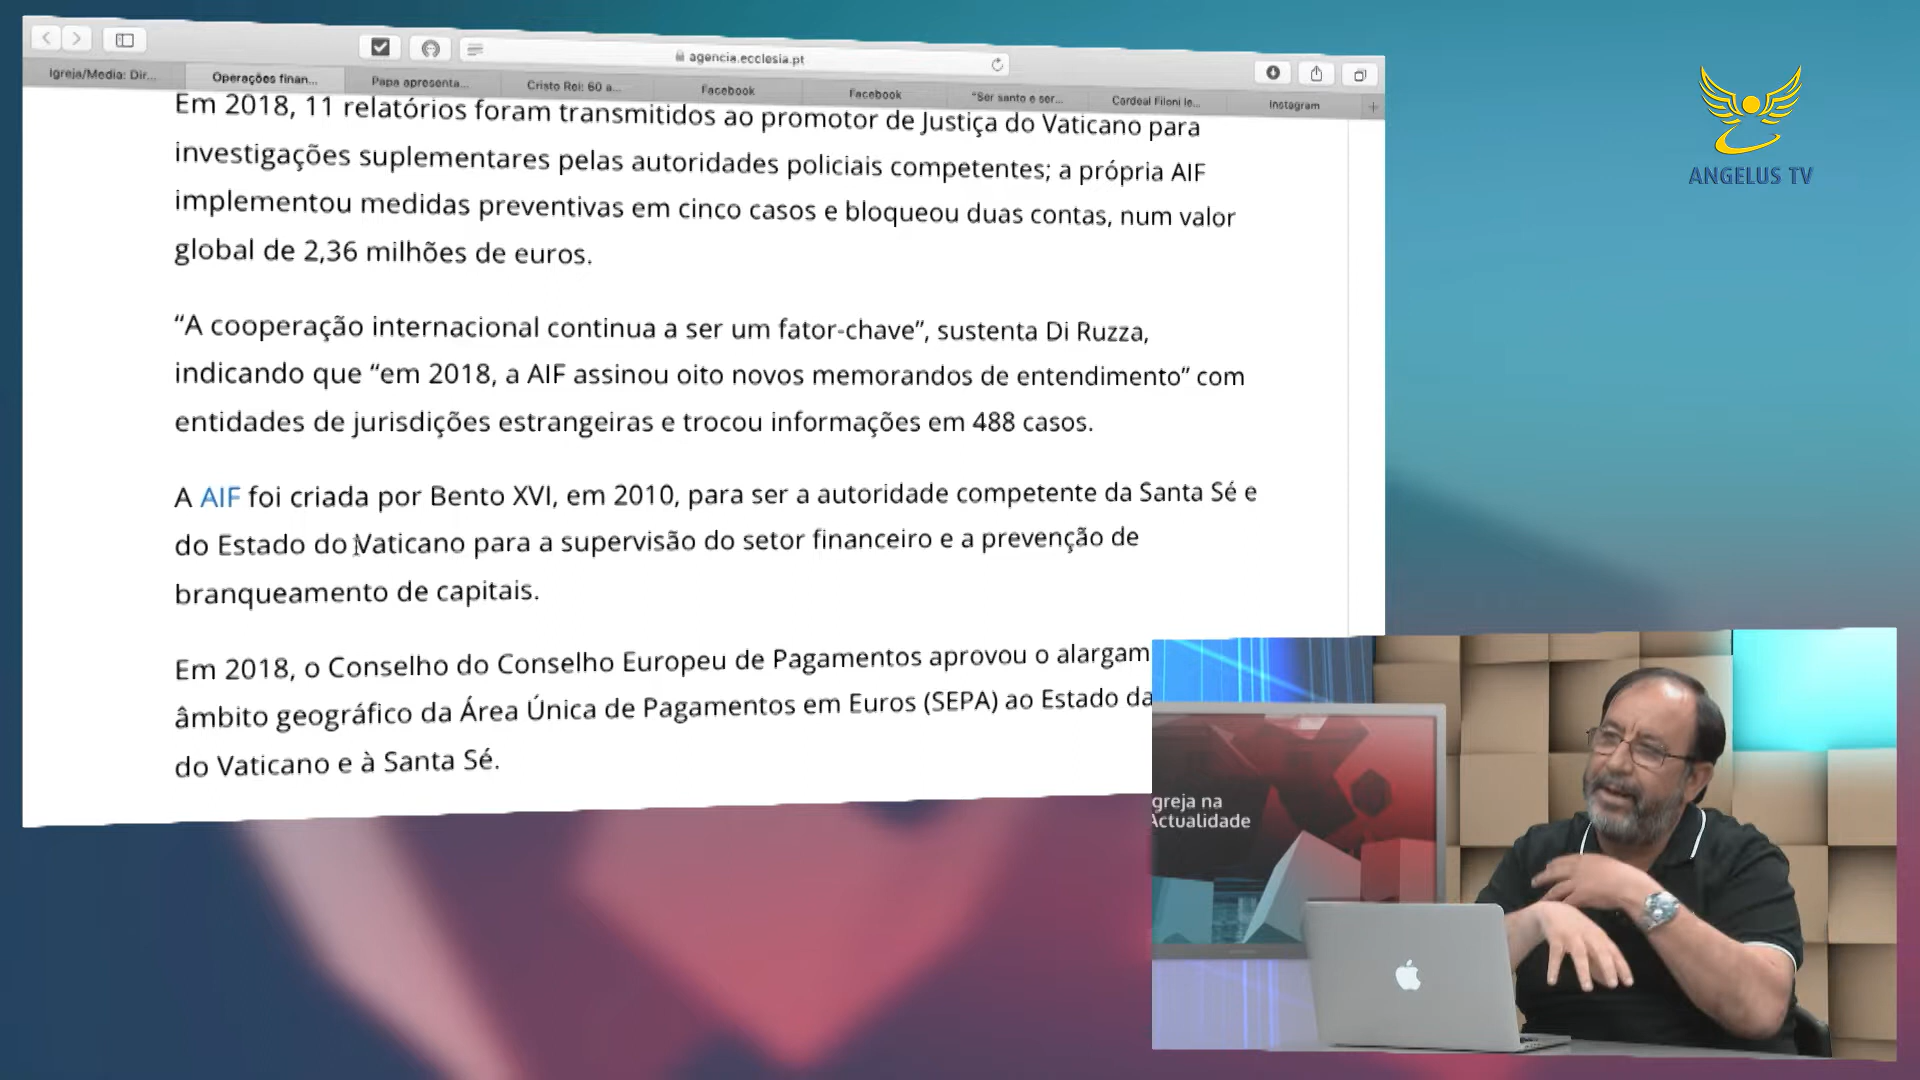 agencia.ecclesia.pt
Igreja/Media: Dir...
Operações finan...
Papa apresenta...
Cristo Rei: 60 a...
Facebook
Facebook
"Ser santo e ser...
Cardeal Filoni le...
Instagram
Em 2018, 11 relatórios foram transmitidos ao promotor de Justiça do Vaticano para
investigações suplementares pelas autoridades policiais competentes; a própria AIF
implementou medidas preventivas em cinco casos e bloqueou duas contas, num valor
global de 2,36 milhões de euros.
“A cooperação internacional continua a ser um fator-chave”, sustenta Di Ruzza,
indicando que “em 2018, a AIF assinou oito novos memorandos de entendimento” com
entidades de jurisdições estrangeiras e trocou informações em 488 casos.
A AIF foi criada por Bento XVI, em 2010, para ser a autoridade competente da Santa Sé e
do Estado do Vaticano para a supervisão do setor financeiro e a prevenção de
branqueamento de capitais.
Em 2018, o Conselho do Conselho Europeu de Pagamentos aprovou o alargam
âmbito geográfico da Área Única de Pagamentos em Euros (SEPA) ao Estado da
do Vaticano e à Santa Sé.
ANGELUS TV
greja na
Actualidade